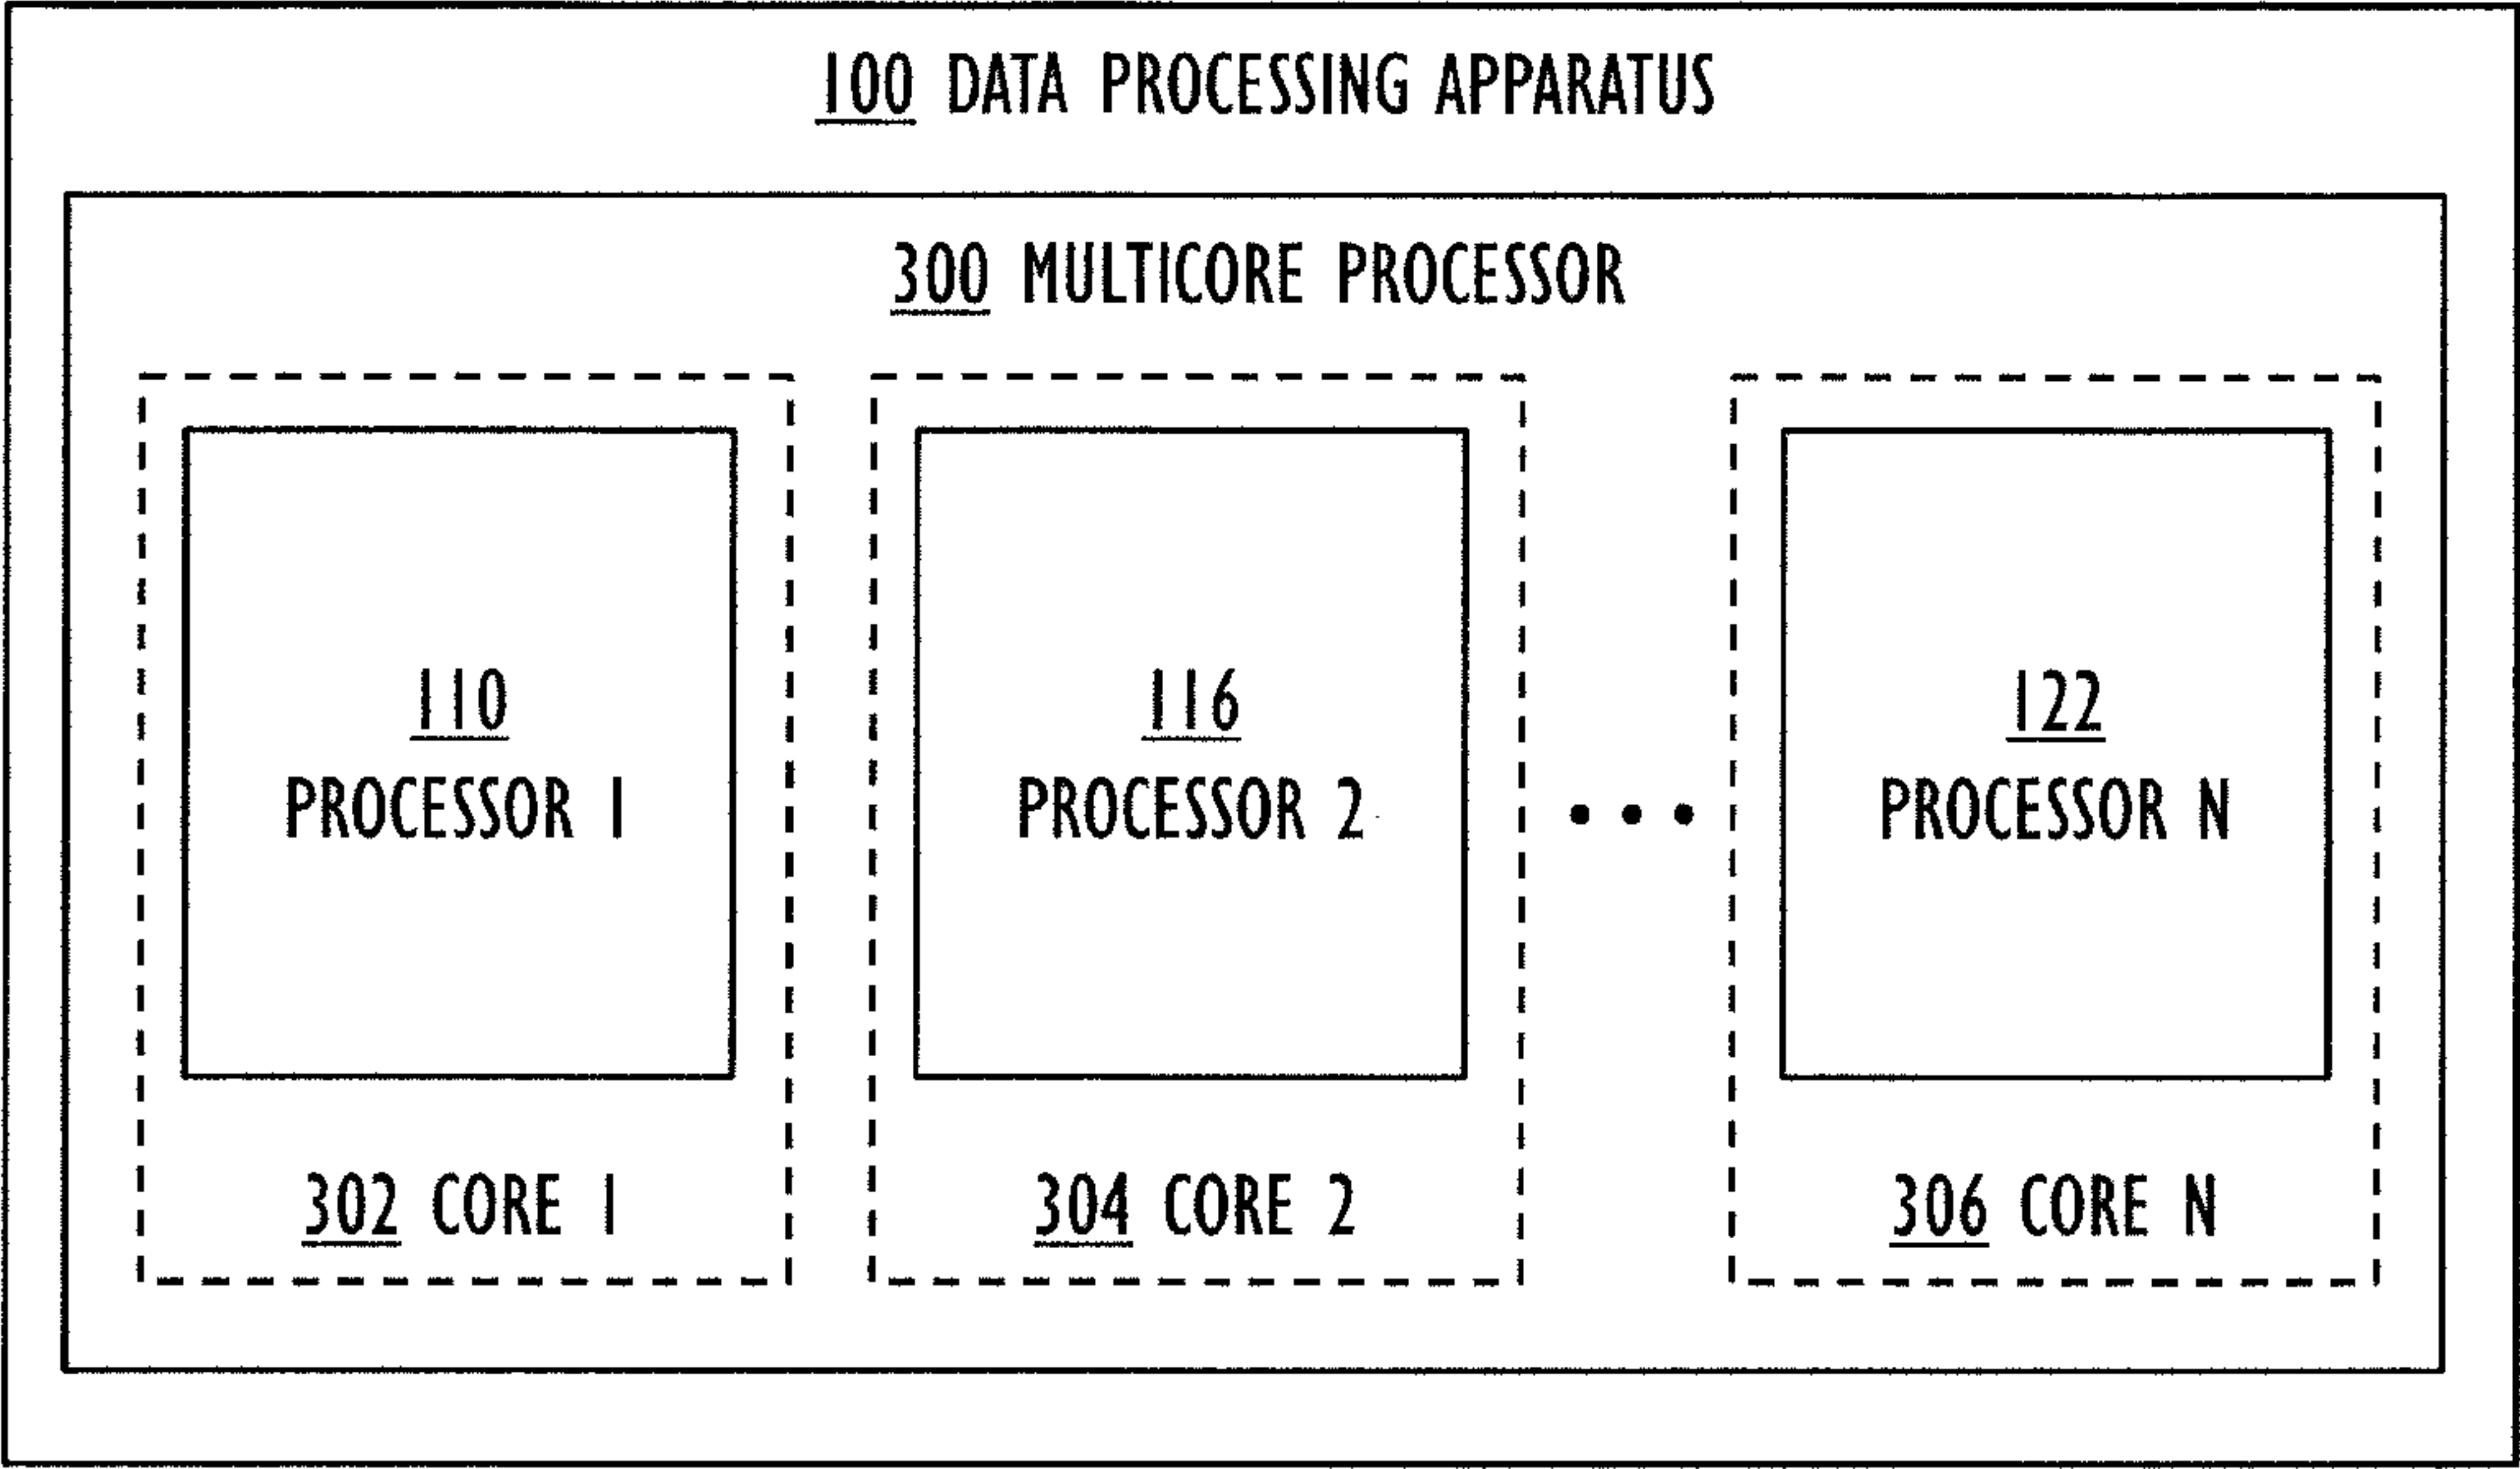 100 DATA PROCESSING APPARATUS
300 MULTICORE PROCESSOR
110
PROCESSOR 1
116
PROCESSOR 2
122
PROCESSOR N
302 CORE 1
304 CORE 2
306 CORE N